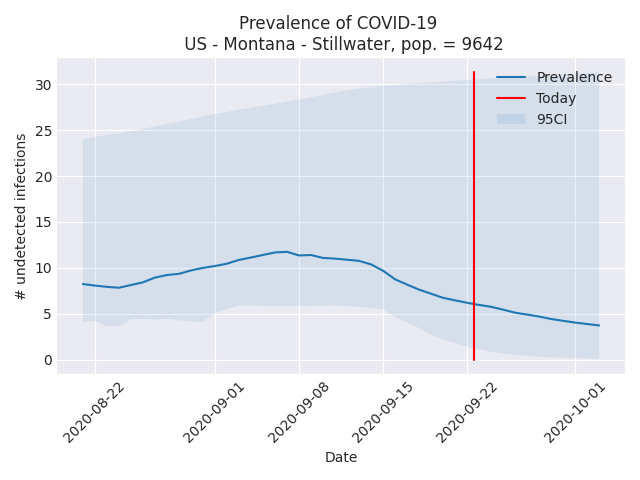 Prevalence of COVID-19
US - Montana - Stillwater, pop. = 9642
Prevalence
Today
95CI
# undetected infections
30
25
20
15
10
5
0
2020-08-22
2020-09-01
2020-09-08
2020-09-15
2020-09-22
2020-10-01
Date